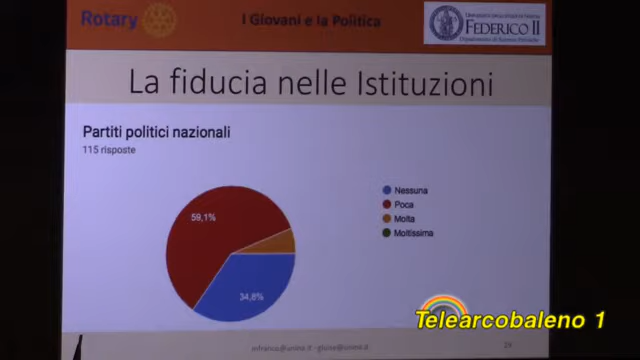 Rotary
I Giovani e la Politica
FEDERICO II
La fiducia nelle Istituzioni
Partiti politici nazionali
115 risposte
59,1%
34,8%
Nessuna
Poca
Molta
Moltissima
Telearcobaleno 1